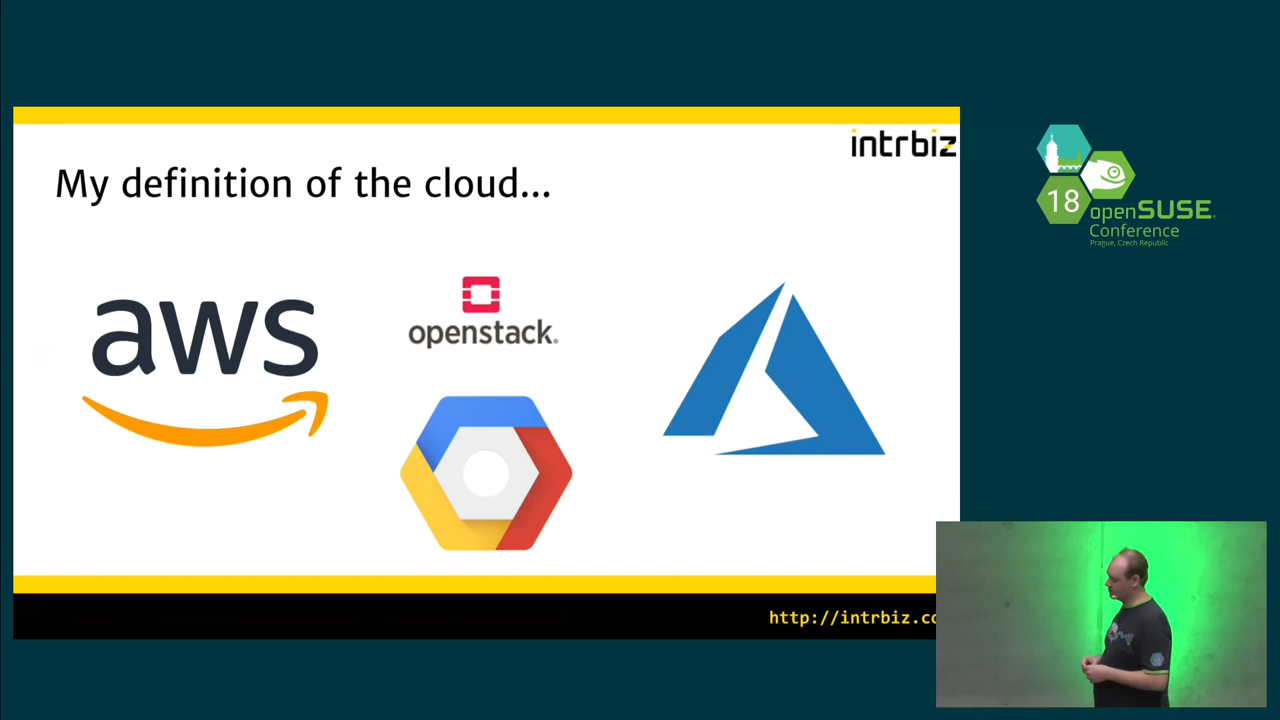 intrbiz
My definition of the cloud...
aws
openstack.
http://intrbiz.co
18
openSUSE.
Conference
Prague, Czech Republic